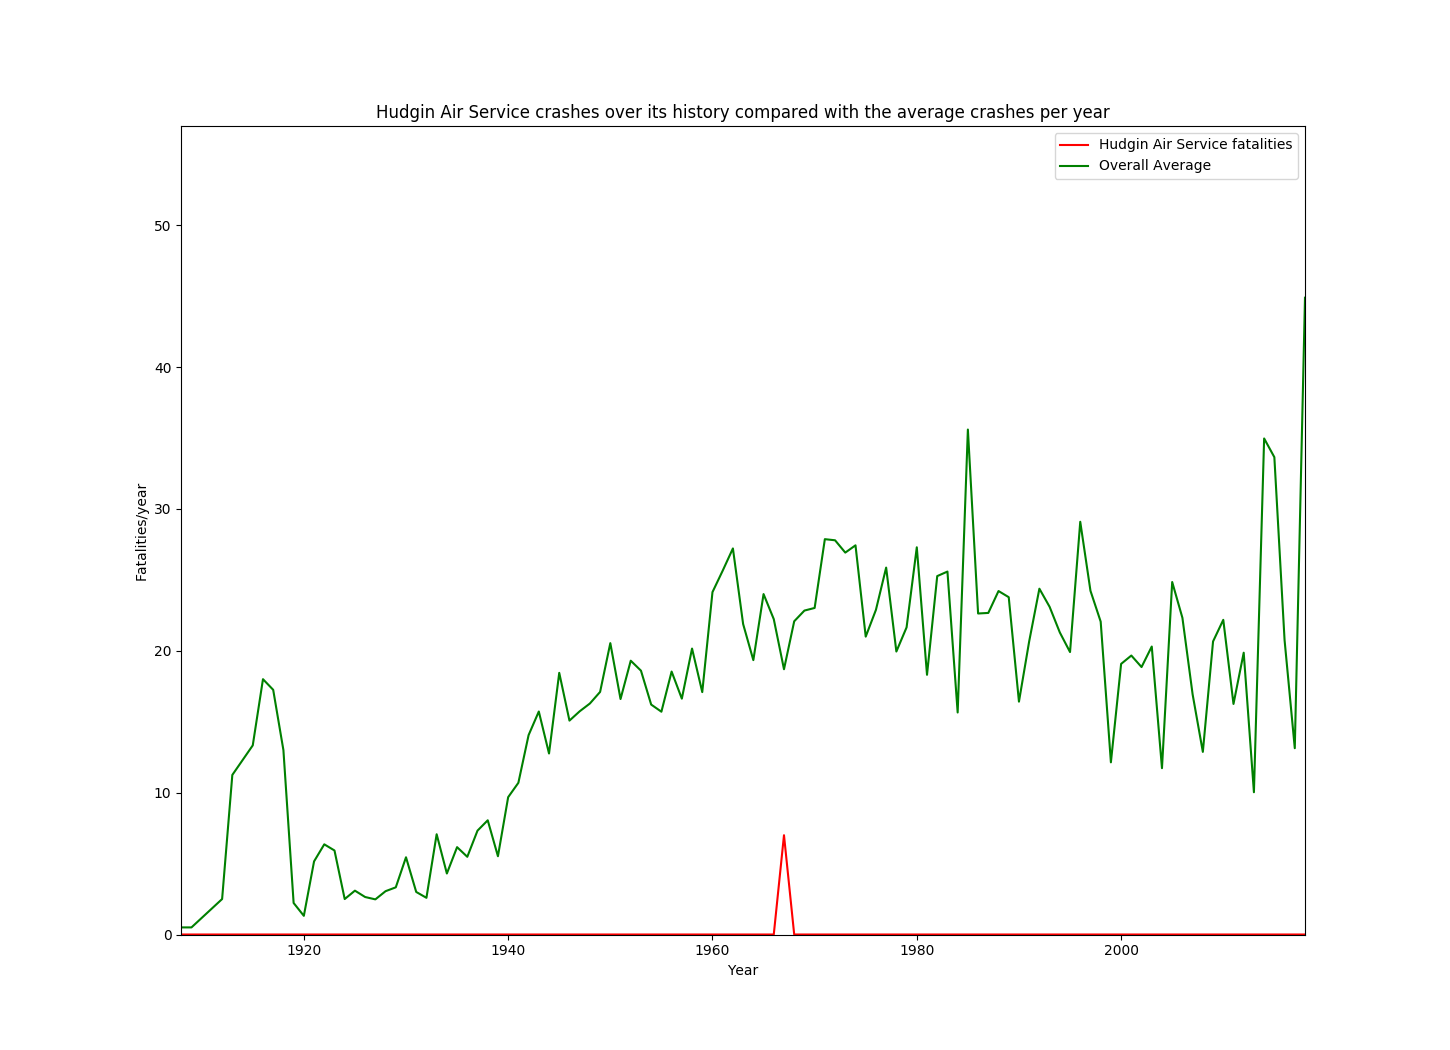 Hudgin Air Service crashes over its history compared with the average crashes per year
Hudgin Air Service fatalities
Overall Average
50
40
30
20
10
0
Fatalities/year
1920 1940 1960 1980 2000
Year